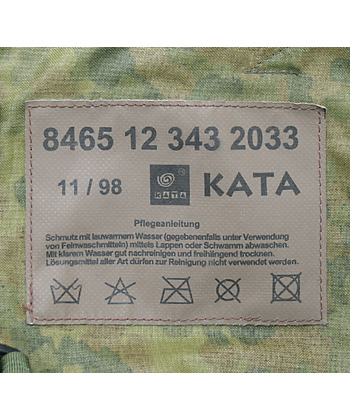 8465 12 343 2033
11 / 98 KATA KATA
Pflegeanleitung
Schmutz mit lauwarmem Wasser (gegebenenfalls unter Verwendung
von Feinwaschmitteln) mittels Lappen oder Schwamm abwaschen.
Mit klarem Wasser gut nachreinigen und freihängend trocknen.
Lösungsmittel aller Art dürfen zur Reinigung nicht verwendet werden.